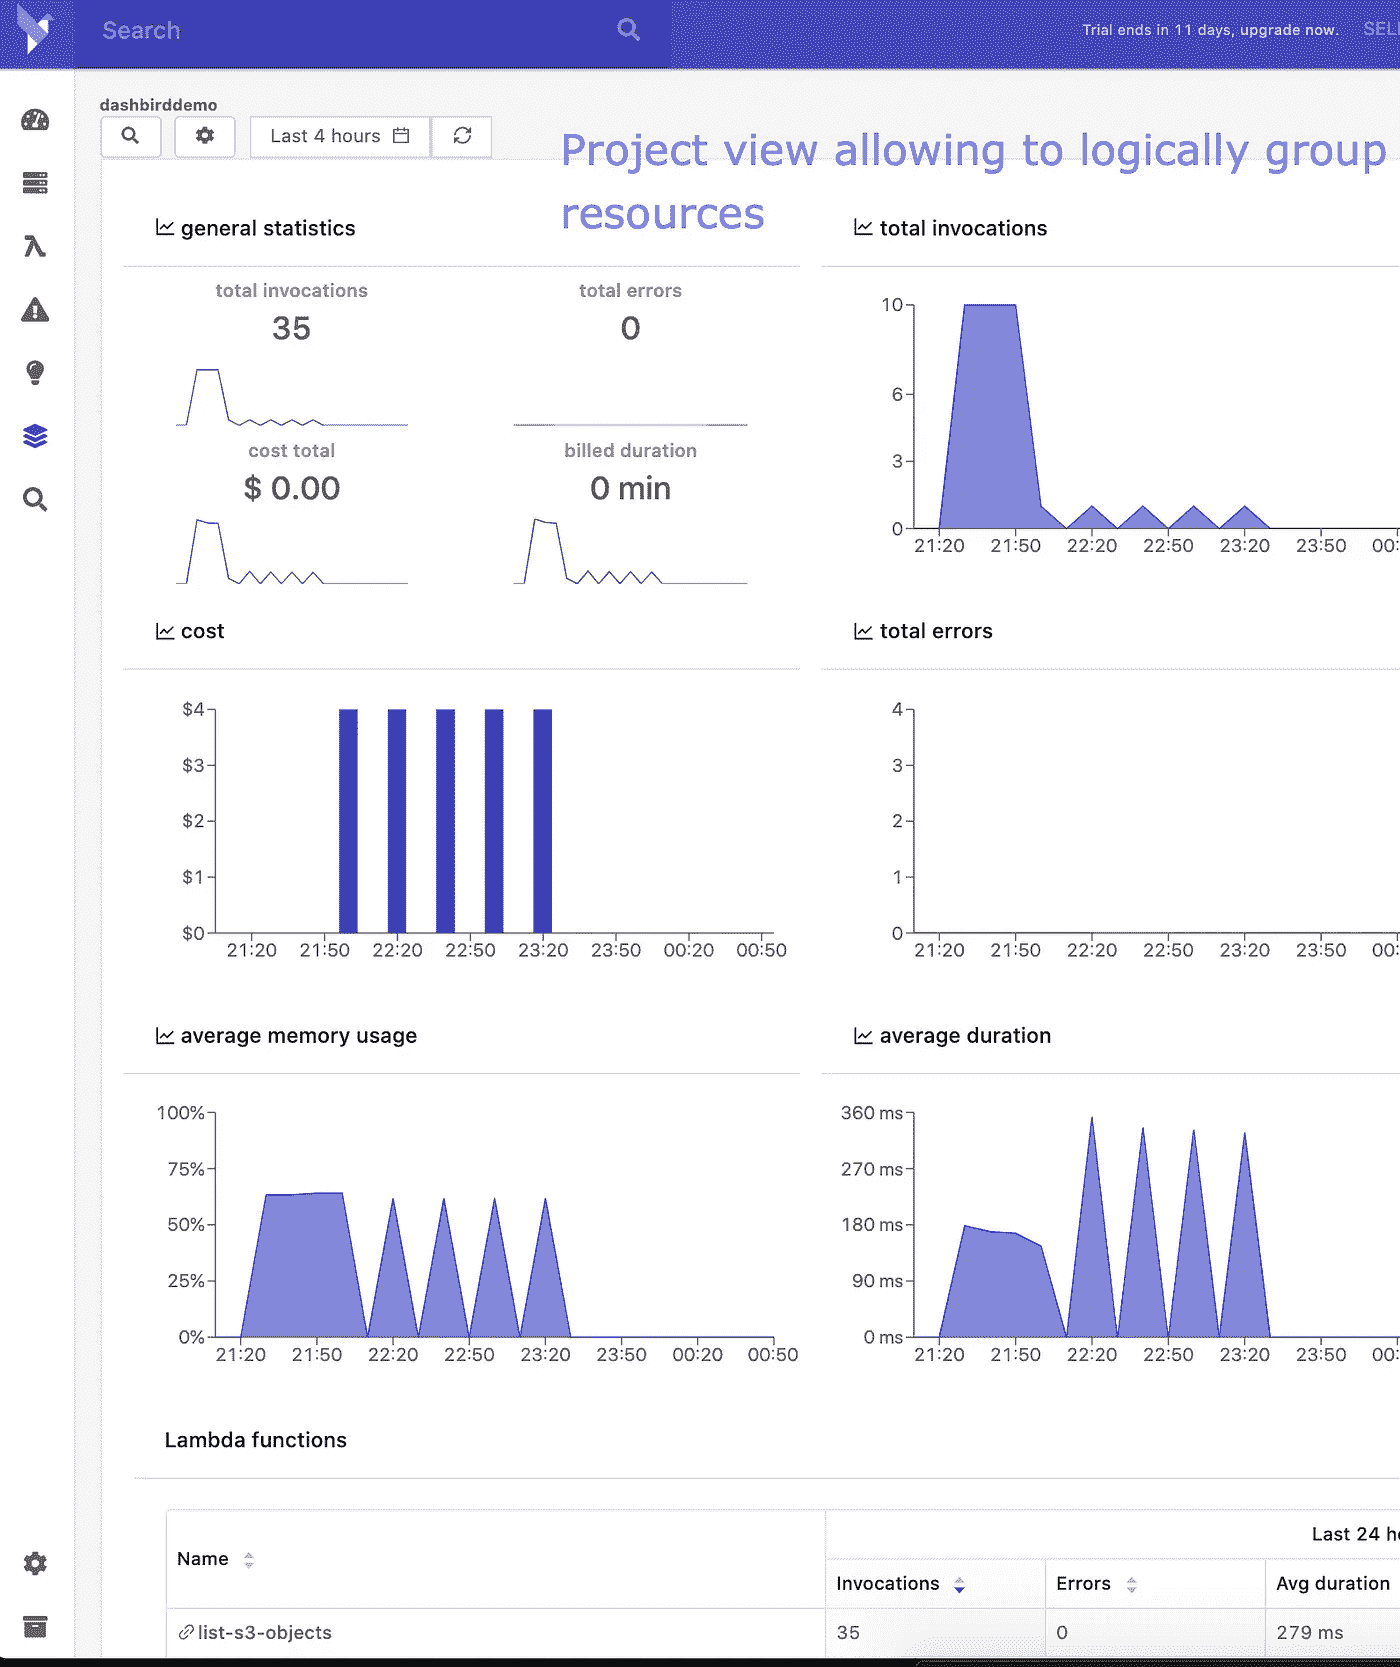 Search
Trial ends in 11 days, upgrade now.
dashbirddemo
Last 4 hours
Project view allowing to logically group
resources
general statistics
total invocations
35
total errors
0
cost total
$ 0.00
billed duration
0 min
total invocations
10
6
3
0
21:20 21:50 22:20 22:50 23:20 23:50
cost
$4
$3
$2
$1
$0
21:20 21:50 22:20 22:50 23:20 23:50 00:20 00:50
total errors
4
3
2
1
0
21:20 21:50 22:20 22:50 23:20 23:50
average memory usage
100%
75%
50%
25%
0%
21:20 21:50 22:20 22:50 23:20 23:50 00:20 00:50
average duration
360 ms
270 ms
180 ms
90 ms
0 ms
21:20 21:50 22:20 22:50 23:20 23:50
Lambda functions
Name
Last 24
Invocations Errors Avg duration
list-s3-objects 35 0 279 ms